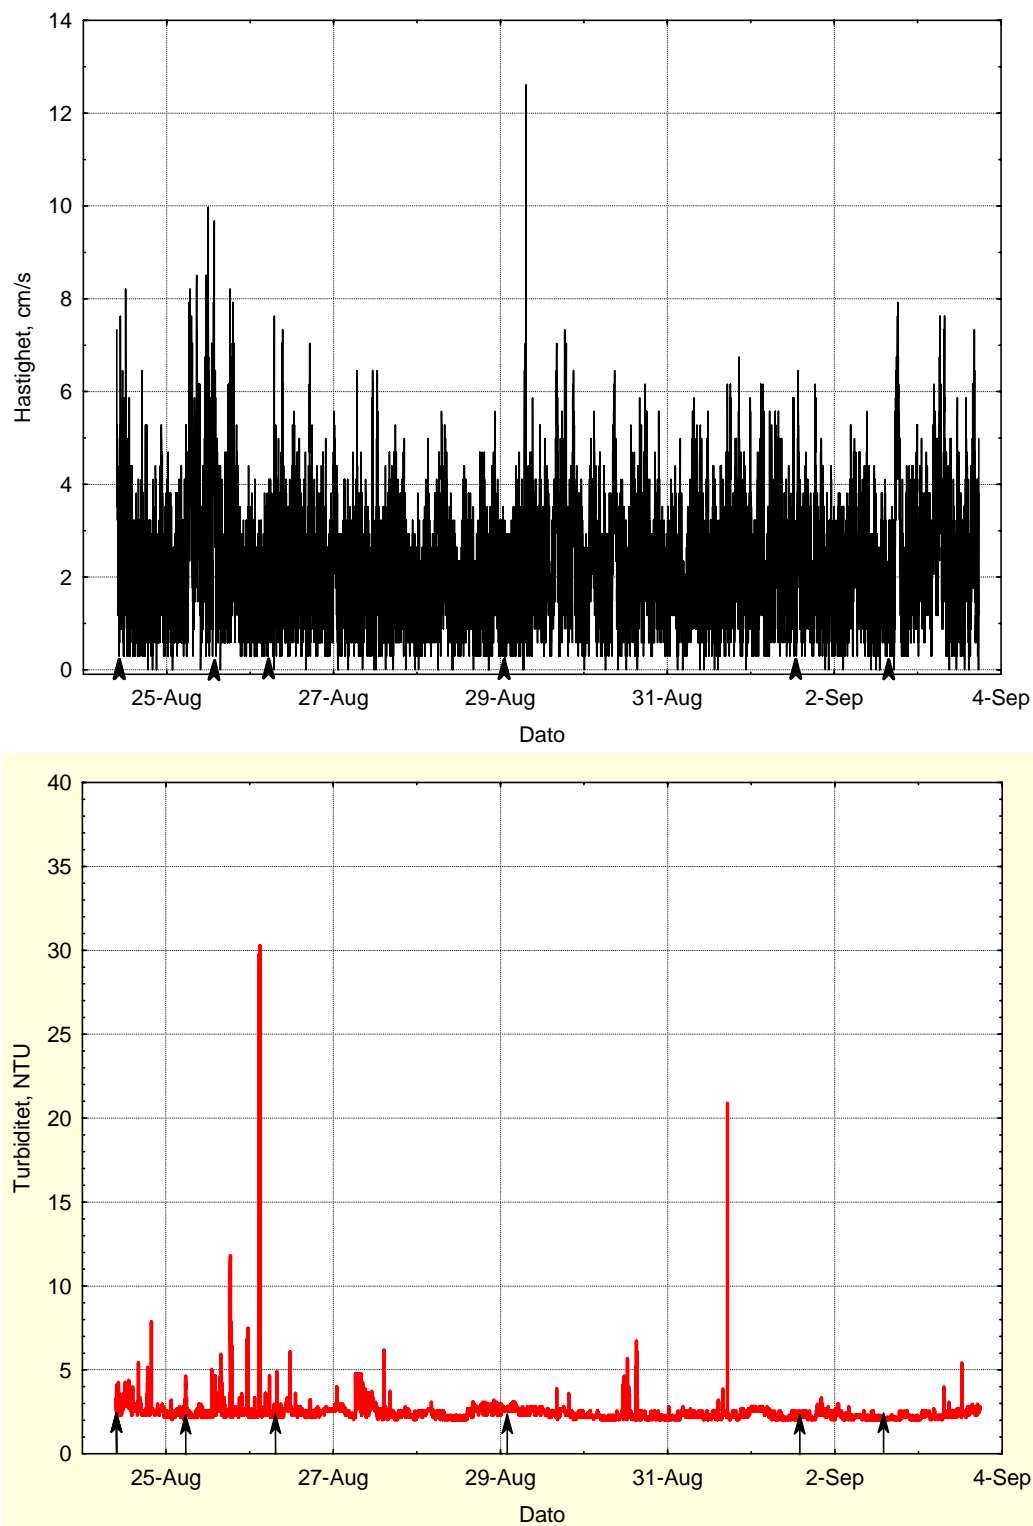 14
12
10
8
6
4
2
0
Hastighet, cm/s
25-Aug 27-Aug 29-Aug 31-Aug 2-Sep 4-Sep
Dato
40
35
30
25
20
15
10
5
0
Turbiditet, NTU
25-Aug 27-Aug 29-Aug 31-Aug 2-Sep 4-Sep
Dato